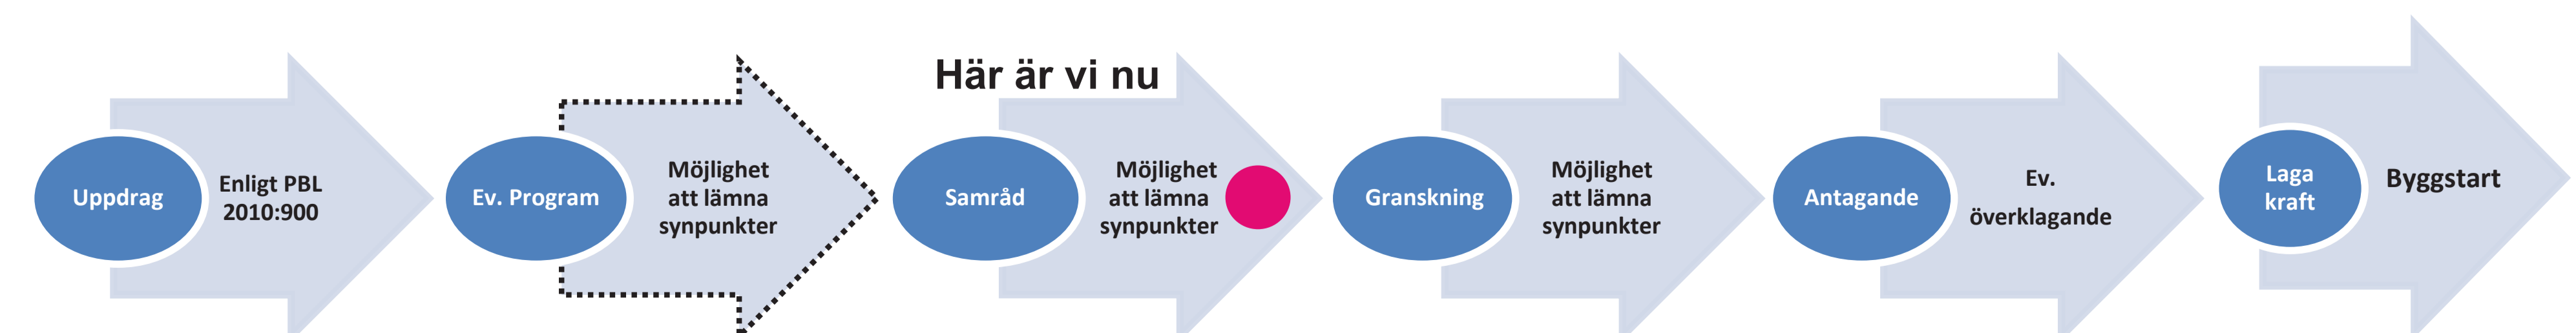 Här är vi nu
Uppdrag
Enligt PBL
2010:900
Ev. Program
Möjlighet
att lämna
synpunkter
Samråd
Möjlighet
att lämna
synpunkter
Granskning
Möjlighet
att lämna
synpunkter
Antagande
Ev.
överklagande
Laga
kraft
Byggstart